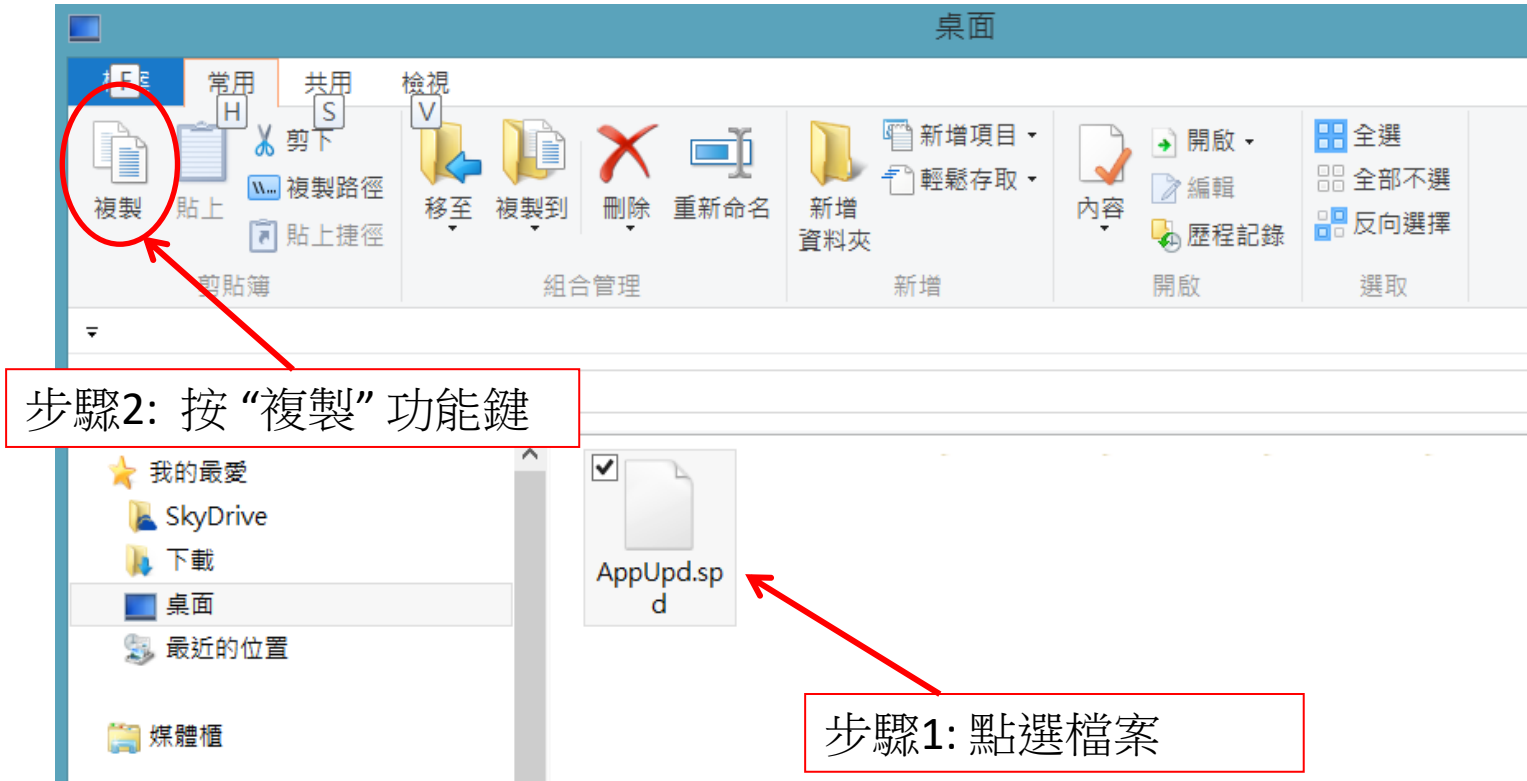 桌面
F
常用 共用 檢視
H S V
複製
貼上
剪下
複製路徑
貼上捷徑
剪貼簿
移至
複製到
刪除
重新命名
組合管理
新增
資料夾
新增項目
輕鬆存取
新增
內容
開啟
編輯
歷程記錄
開啟
全選
全部不選
反向選擇
選取
步驟2: 按 “複製” 功能鍵
我的最愛
SkyDrive
下載
桌面
最近的位置
媒體櫃
AppUpd.sp
d
步驟1: 點選檔案